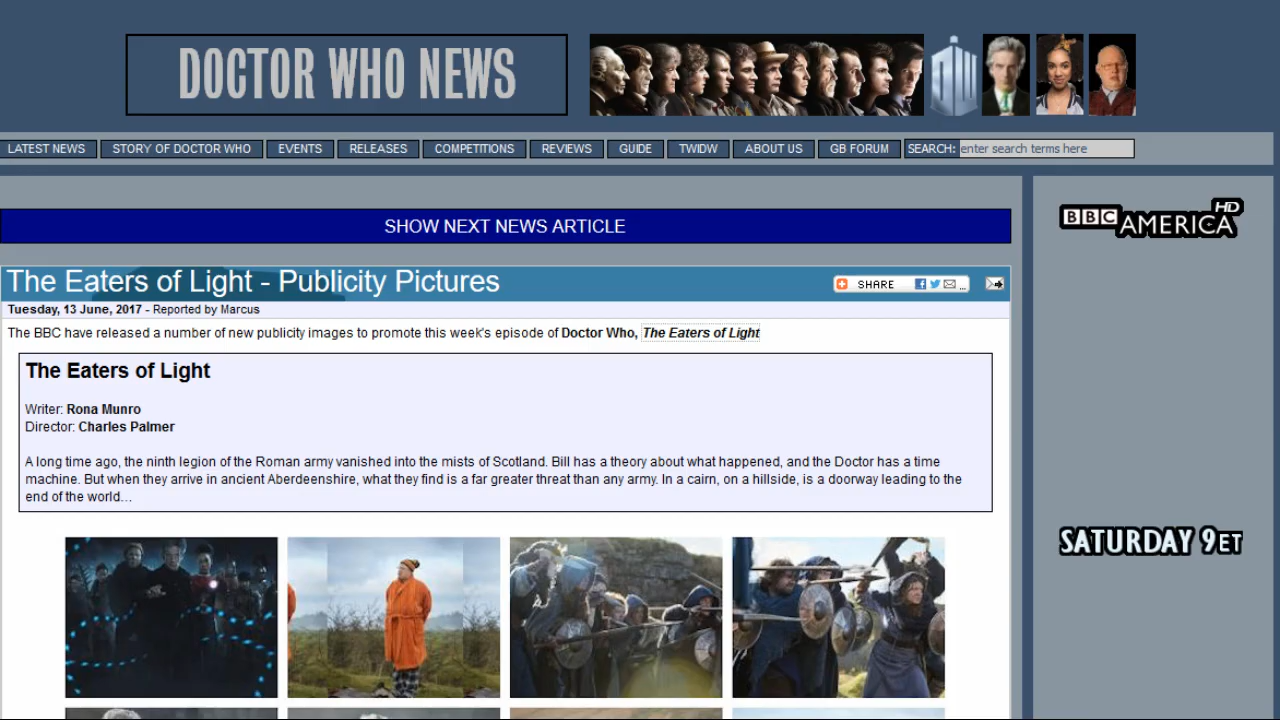 DOCTOR WHO NEWS
DW
LATEST NEWS STORY OF DOCTOR WHO EVENTS RELEASES COMPETITIONS REVIEWS GUIDE TWIDW ABOUT US GB FORUM SEARCH: enter search terms here
BBC AMERICA HD
SHOW NEXT NEWS ARTICLE
The Eaters of Light - Publicity Pictures SHARE ...
Tuesday, 13 June, 2017 - Reported by Marcus
The BBC have released a number of new publicity images to promote this week's episode of Doctor Who, The Eaters of Light
The Eaters of Light
Writer: Rona Munro
Director: Charles Palmer
A long time ago, the ninth legion of the Roman army vanished into the mists of Scotland. Bill has a theory about what happened, and the Doctor has a time
machine. But when they arrive in ancient Aberdeenshire, what they find is a far greater threat than any army. In a cairn, on a hillside, is a doorway leading to the
end of the world...
SATURDAY 9ET